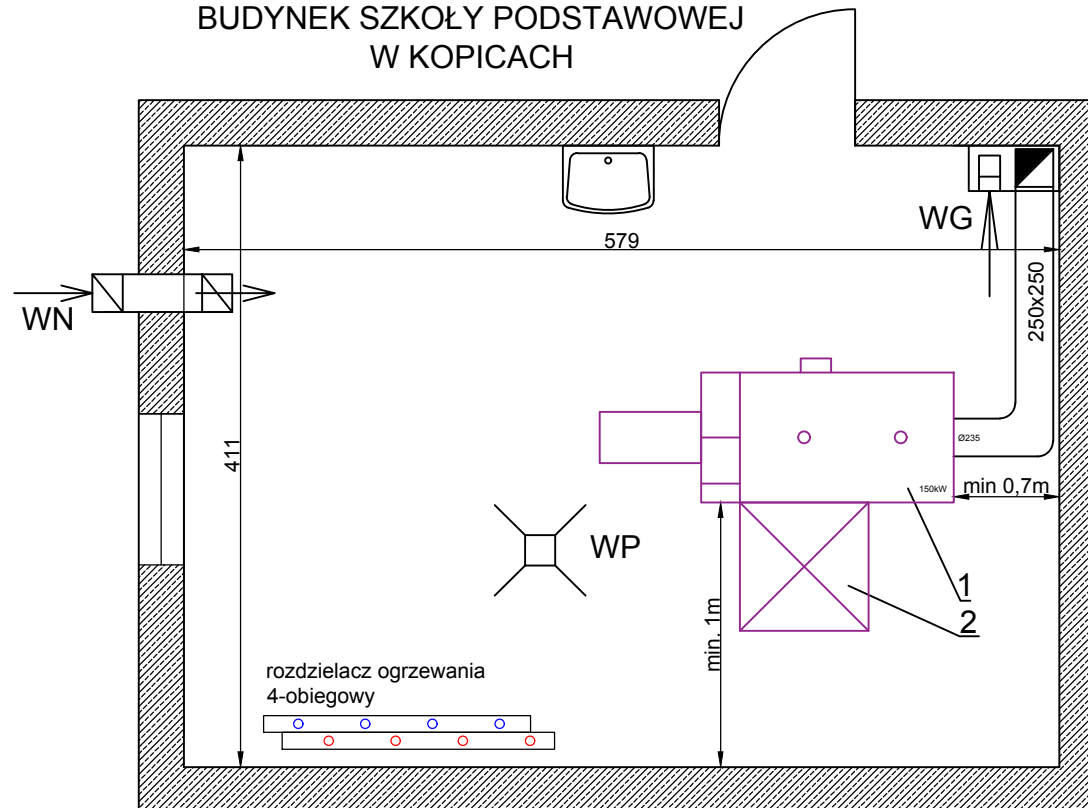 BUDYNEK SZKOŁY PODSTAWOWEJ
W KOPICACH
WG
579
WN
250x250
411
Ø235
150kW
min 0,7m
WP
1
2
min. 1m
rozdzielacz ogrzewania
4-obiegowy